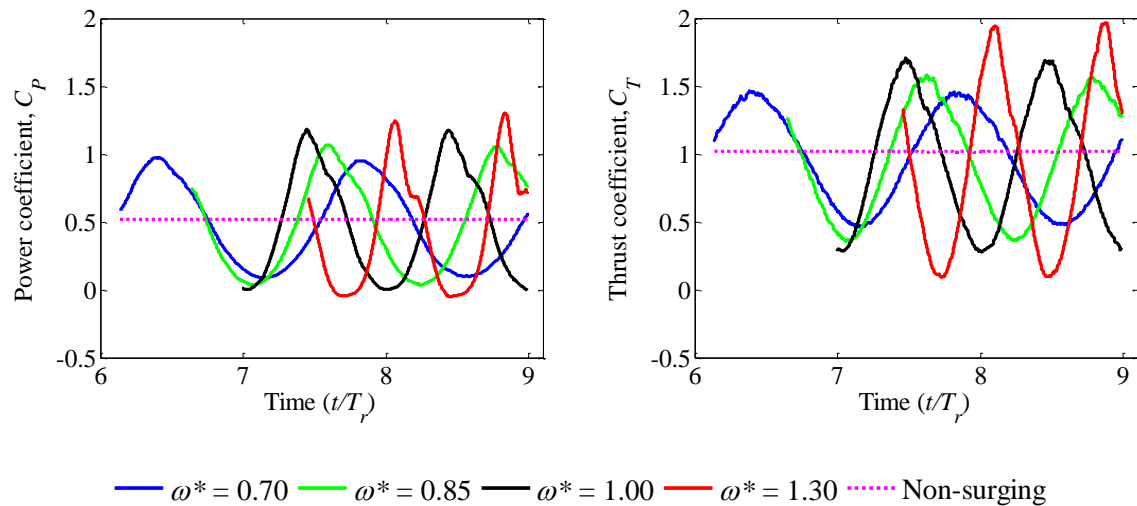 2
1.5
1
0.5
0
-0.5
Power coefficient, C_P
6
7
8
9
Time (t/T_r)
2
1.5
1
0.5
0
-0.5
Thrust coefficient, C_T
6
7
8
9
Time (t/T_r)
ω* = 0.70
ω* = 0.85
ω* = 1.00
ω* = 1.30
Non-surging